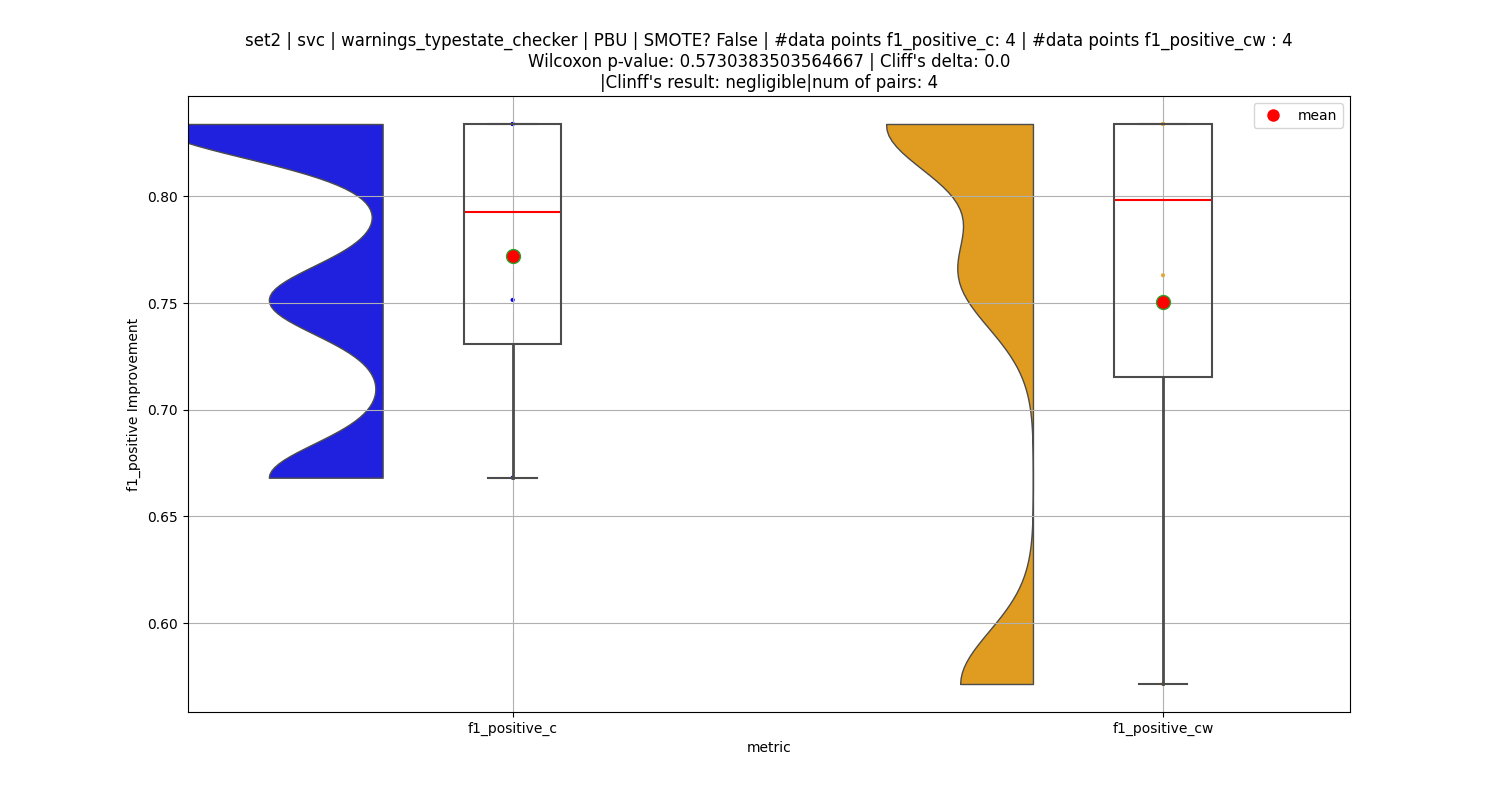 set2 | svc | warnings_typestate_checker | PBU | SMOTE? False | #data points f1_positive_c: 4 | #data points f1_positive_cw : 4
Wilcoxon p-value: 0.5730383503564667 | Cliff's delta: 0.0
|Clinff's result: negligible|num of pairs: 4
mean
0.80
0.75
0.70
0.65
0.60
f1_positive Improvement
f1_positive_c
f1_positive_cw
metric